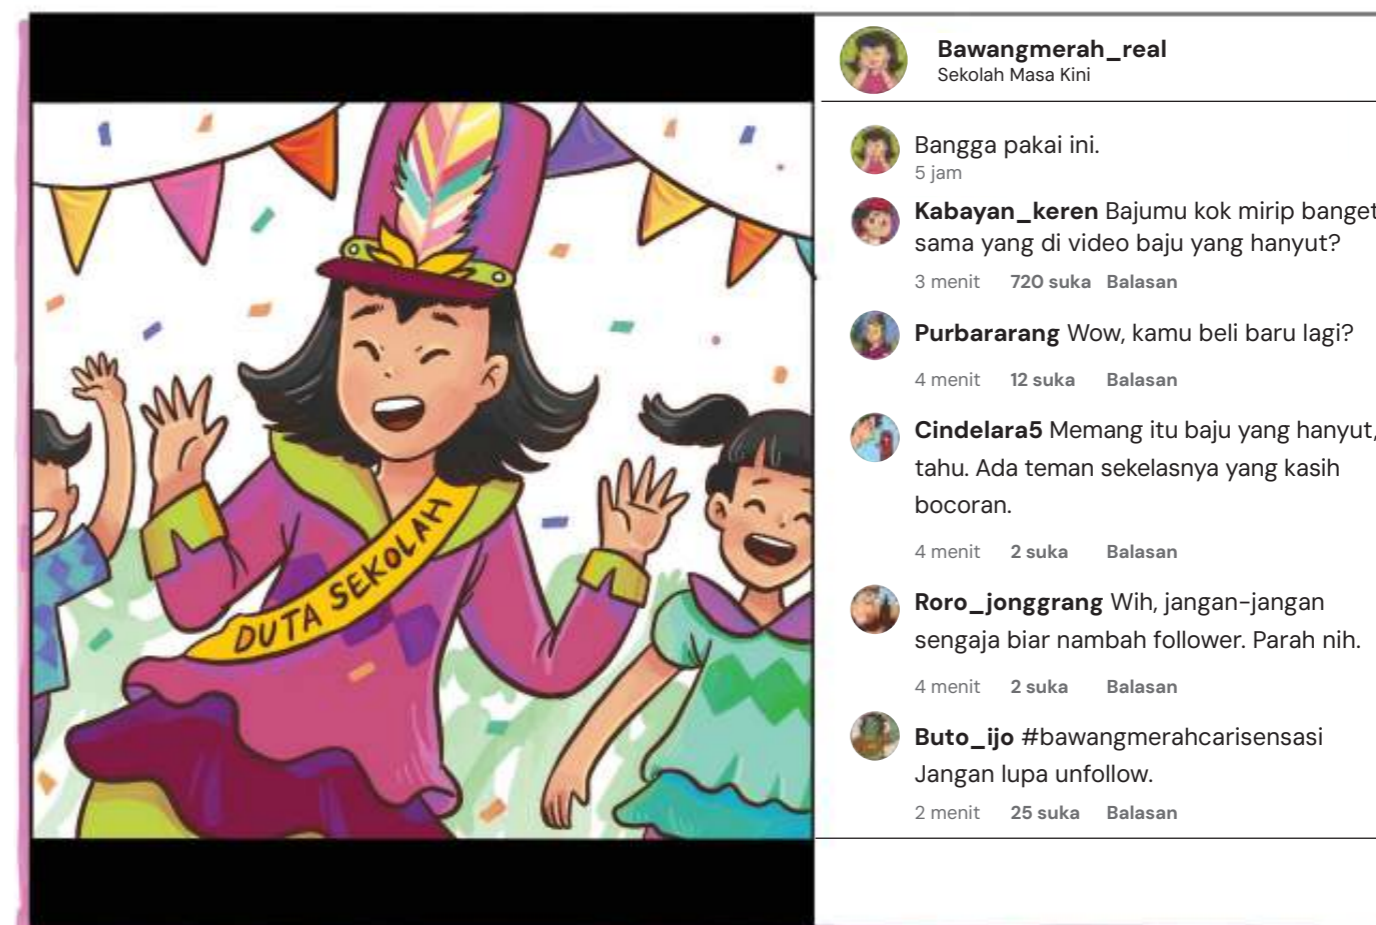 Bawangmerah_real
Sekolah Masa Kini
DUTA SEKOLAH
Bangga pakai ini.
5 jam
Kabayan_keren Bajumu kok mirip banget
sama yang di video baju yang hanyut?
3 menit 720 suka Balasan
Purbararang Wow, kamu beli baru lagi?
4 menit 12 suka Balasan
Cindelara5 Memang itu baju yang hanyut,
tahu. Ada teman sekelasnya yang kasih
bocoran.
4 menit 2 suka Balasan
Roro_jonggrang Wih, jangan-jangan
sengaja biar nambah follower. Parah nih.
4 menit 2 suka Balasan
Buto_ijo #bawangmerahcarisensasi
Jangan lupa unfollow.
2 menit 25 suka Balasan